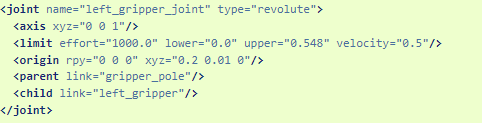 <joint name="left_gripper_joint" type="revolute">
  <axis xyz="0 0 1"/>
  <limit effort="1000.0" lower="0.0" upper="0.548" velocity="0.5"/>
  <origin rpy="0 0 0" xyz="0.2 0.01 0"/>
  <parent link="gripper_pole"/>
  <child link="left_gripper"/>
</joint>